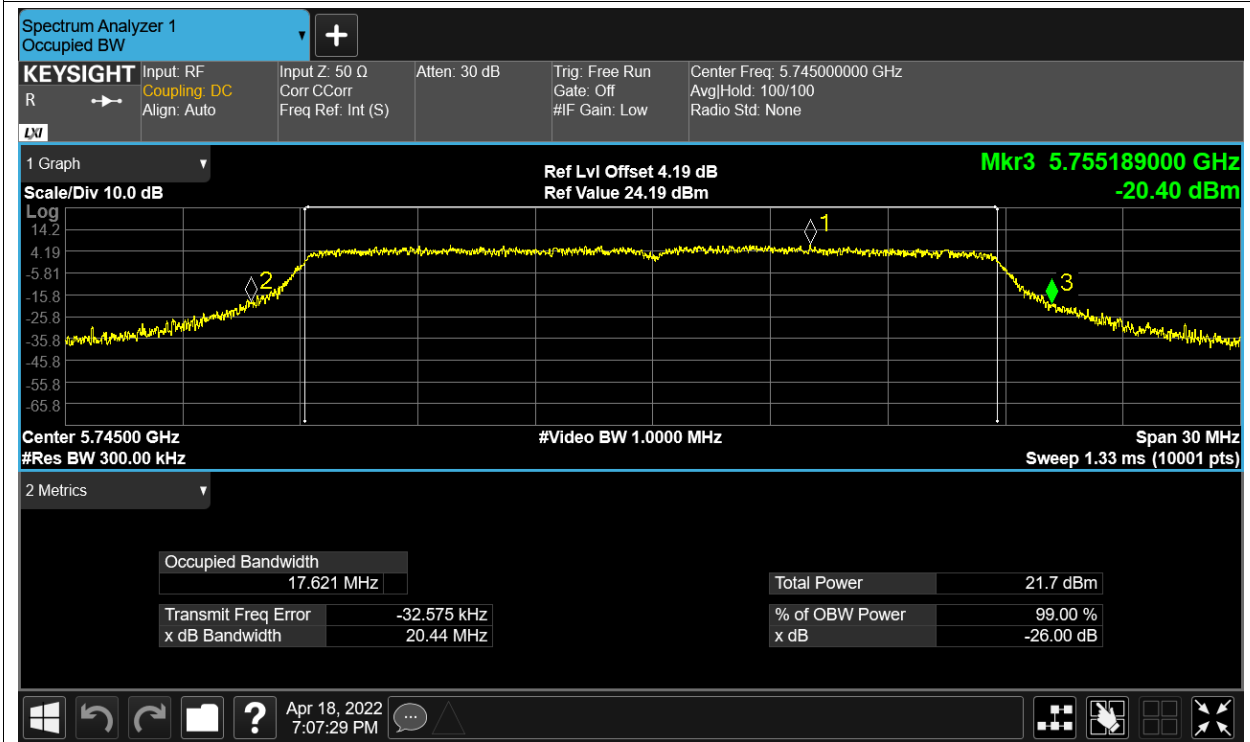 Spectrum Analyzer 1
Occupied BW
KEYSIGHT
R
LXI
Input: RF
Coupling: DC
Align: Auto
Input Z: 50 Ω
Corr CCorr
Freq Ref: Int (S)
Atten: 30 dB
Trig: Free Run
Gate: Off
#IF Gain: Low
Center Freq: 5.745000000 GHz
Avg|Hold: 100/100
Radio Std: None
1 Graph
Scale/Div 10.0 dB
Ref Lvl Offset 4.19 dB
Ref Value 24.19 dBm
Mkr3 5.755189000 GHz
-20.40 dBm
Log
14.2
4.19
-5.81
-15.8
-25.8
-35.8
-45.8
-55.8
-65.8
1
2
3
Center 5.74500 GHz
#Res BW 300.00 kHz
#Video BW 1.0000 MHz
Span 30 MHz
Sweep 1.33 ms (10001 pts)
2 Metrics
Occupied Bandwidth
17.621 MHz
Transmit Freq Error -32.575 kHz
x dB Bandwidth 20.44 MHz
Total Power 21.7 dBm
% of OBW Power 99.00 %
x dB -26.00 dB
?
Apr 18, 2022
7:07:29 PM